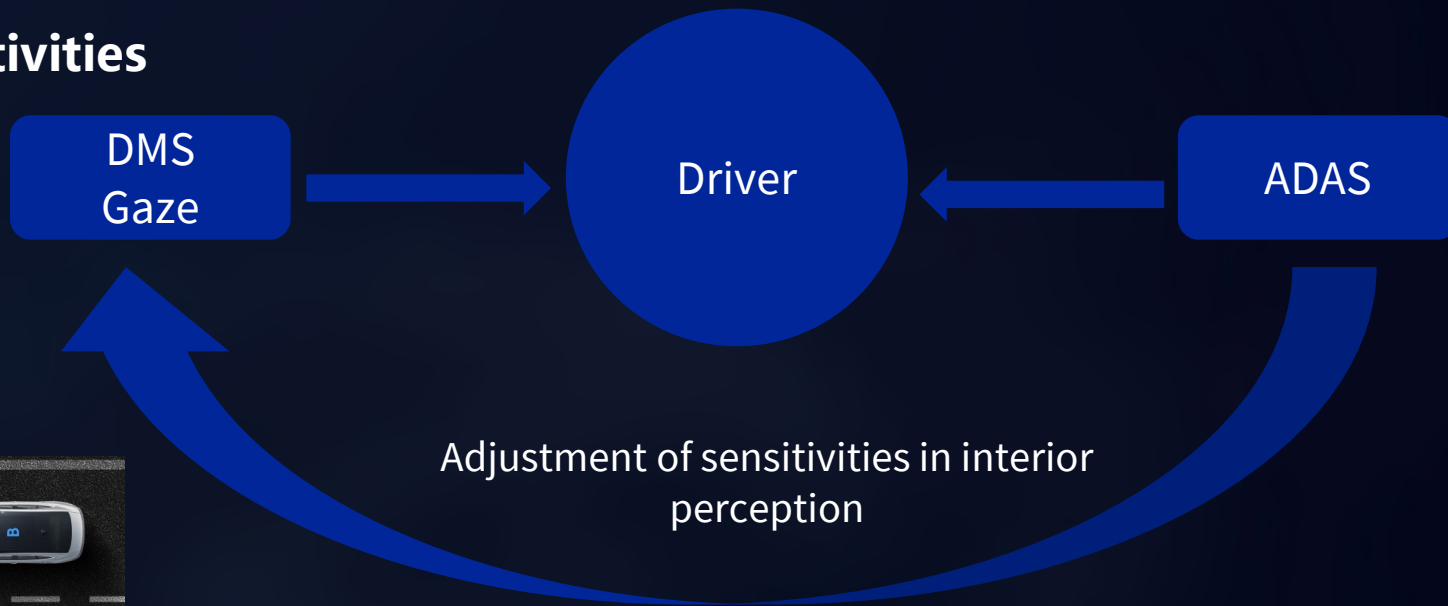 tivities
DMS
Gaze
Driver
ADAS
Adjustment of sensitivities in interior
perception
B